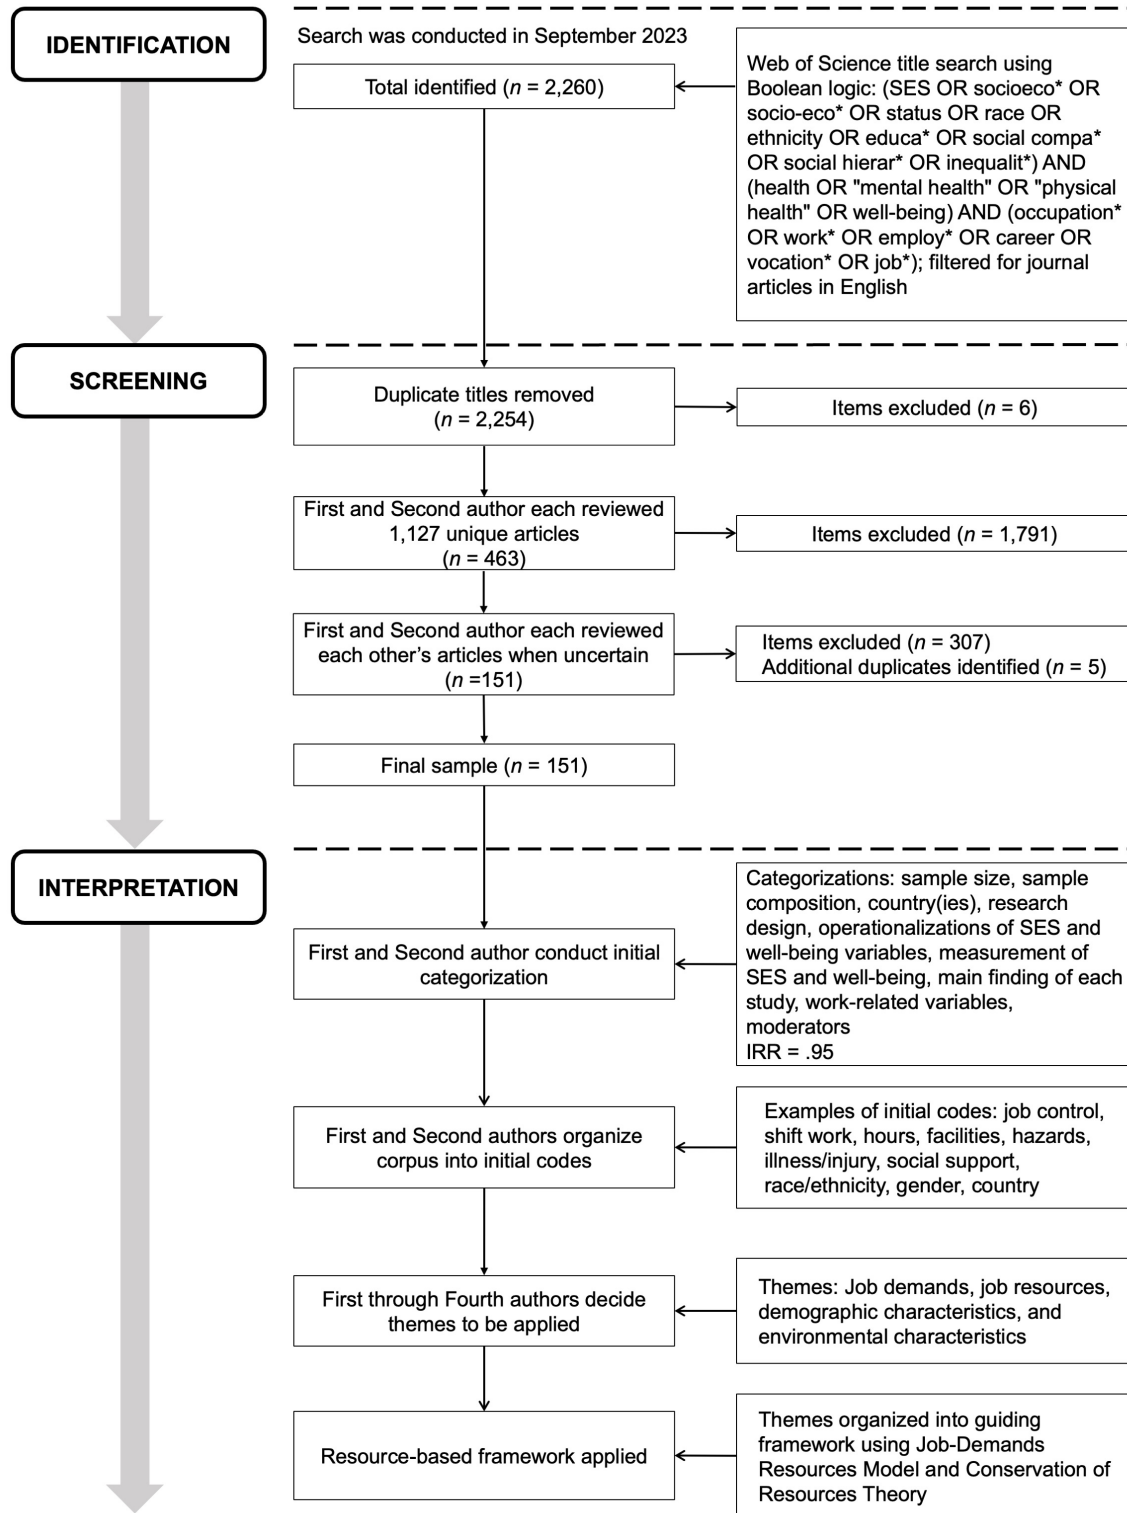 IDENTIFICATION
Search was conducted in September 2023
Total identified (n = 2,260)
Web of Science title search using
Boolean logic: (SES OR socioeco* OR
socio-eco* OR status OR race OR
ethnicity OR educa* OR social compa*
OR social hierar* OR inequalit*) AND
(health OR "mental health" OR "physical
health" OR well-being) AND (occupation*
OR work* OR employ* OR career OR
vocation* OR job*); filtered for journal
articles in English
SCREENING
Duplicate titles removed
(n = 2,254)
Items excluded (n = 6)
First and Second author each reviewed
1,127 unique articles
(n = 463)
Items excluded (n = 1,791)
First and Second author each reviewed
each other's articles when uncertain
(n =151)
Items excluded (n = 307)
Additional duplicates identified (n = 5)
Final sample (n = 151)
INTERPRETATION
First and Second author conduct initial
categorization
Categorizations: sample size, sample
composition, country(ies), research
design, operationalizations of SES and
well-being variables, measurement of
SES and well-being, main finding of each
study, work-related variables,
moderators
IRR = .95
First and Second authors organize
corpus into initial codes
Examples of initial codes: job control,
shift work, hours, facilities, hazards,
illness/injury, social support,
race/ethnicity, gender, country
First through Fourth authors decide
themes to be applied
Themes: Job demands, job resources,
demographic characteristics, and
environmental characteristics
Resource-based framework applied
Themes organized into guiding
framework using Job-Demands
Resources Model and Conservation of
Resources Theory